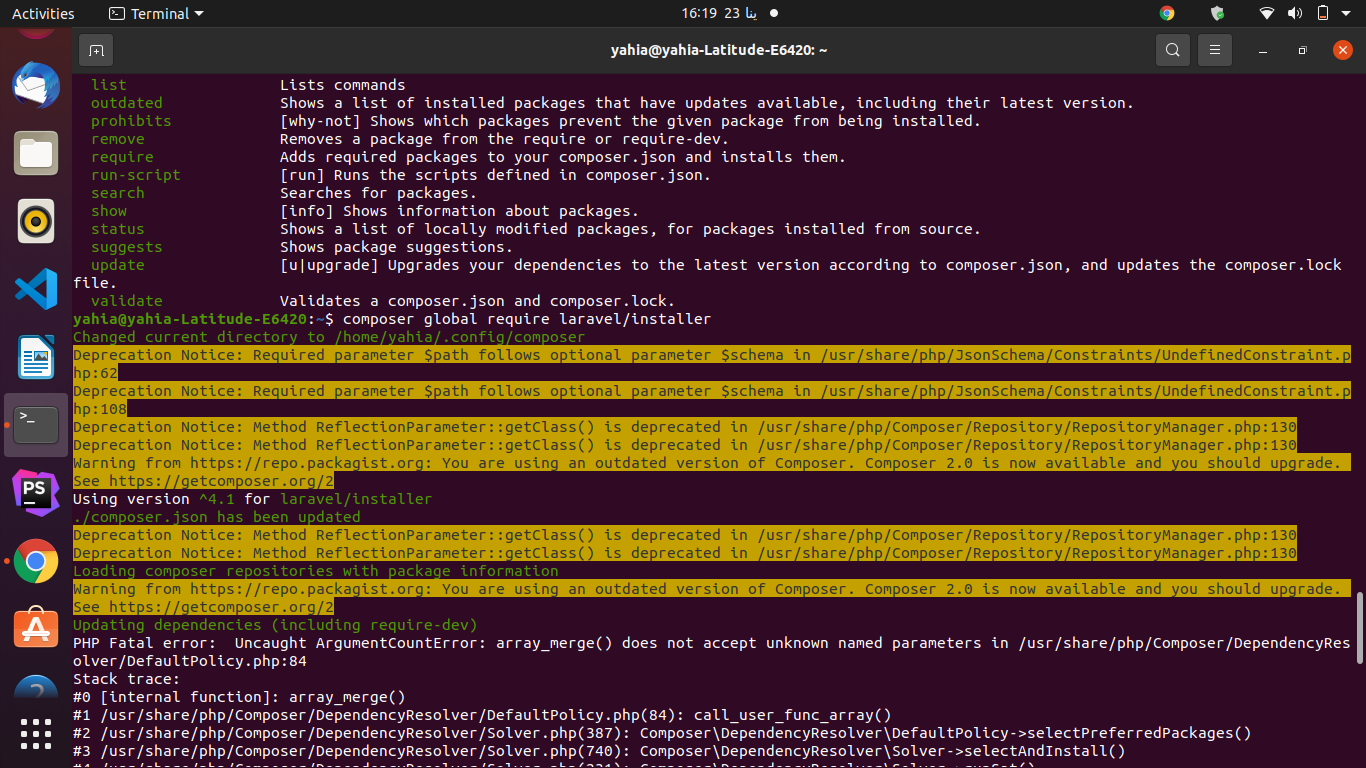 Activities Terminal 16:19 23 ينا
yahia@yahia-Latitude-E6420: ~
list Lists commands
outdated Shows a list of installed packages that have updates available, including their latest version.
prohibits [why-not] Shows which packages prevent the given package from being installed.
remove Removes a package from the require or require-dev.
require Adds required packages to your composer.json and installs them.
run-script [run] Runs the scripts defined in composer.json.
search Searches for packages.
show [info] Shows information about packages.
status Shows a list of locally modified packages, for packages installed from source.
suggests Shows package suggestions.
update [u|upgrade] Upgrades your dependencies to the latest version according to composer.json, and updates the composer.lock
file.
validate Validates a composer.json and composer.lock.
yahia@yahia-Latitude-E6420:~$ composer global require laravel/installer
Changed current directory to /home/yahia/.config/composer
Deprecation Notice: Required parameter $path follows optional parameter $schema in /usr/share/php/JsonSchema/Constraints/UndefinedConstraint.p
hp:62
Deprecation Notice: Required parameter $path follows optional parameter $schema in /usr/share/php/JsonSchema/Constraints/UndefinedConstraint.p
hp:108
Deprecation Notice: Method ReflectionParameter::getClass() is deprecated in /usr/share/php/Composer/Repository/RepositoryManager.php:130
Deprecation Notice: Method ReflectionParameter::getClass() is deprecated in /usr/share/php/Composer/Repository/RepositoryManager.php:130
Warning from https://repo.packagist.org: You are using an outdated version of Composer. Composer 2.0 is now available and you should upgrade.
See https://getcomposer.org/2
Using version ^4.1 for laravel/installer
./composer.json has been updated
Deprecation Notice: Method ReflectionParameter::getClass() is deprecated in /usr/share/php/Composer/Repository/RepositoryManager.php:130
Deprecation Notice: Method ReflectionParameter::getClass() is deprecated in /usr/share/php/Composer/Repository/RepositoryManager.php:130
Loading composer repositories with package information
Warning from https://repo.packagist.org: You are using an outdated version of Composer. Composer 2.0 is now available and you should upgrade.
See https://getcomposer.org/2
Updating dependencies (including require-dev)
PHP Fatal error:  Uncaught ArgumentCountError: array_merge() does not accept unknown named parameters in /usr/share/php/Composer/DependencyRes
olver/DefaultPolicy.php:84
Stack trace:
#0 [internal function]: array_merge()
#1 /usr/share/php/Composer/DependencyResolver/DefaultPolicy.php(84): call_user_func_array()
#2 /usr/share/php/Composer/DependencyResolver/Solver.php(387): Composer\DependencyResolver\DefaultPolicy->selectPreferredPackages()
#3 /usr/share/php/Composer/DependencyResolver/Solver.php(740): Composer\DependencyResolver\Solver->selectAndInstall()
PS